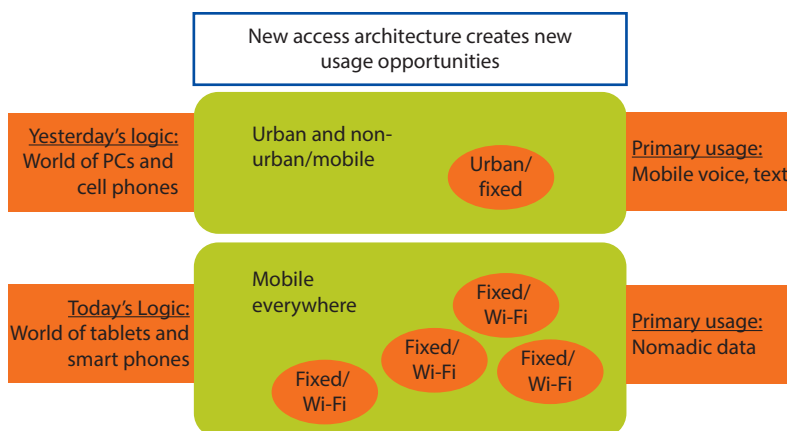 New access architecture creates new
usage opportunities
Yesterday's logic:
World of PCs and
cell phones
Urban and non-
urban/mobile
Urban/
fixed
Primary usage:
Mobile voice, text
Today's Logic:
World of tablets and
smart phones
Mobile
everywhere
Fixed/
Wi-Fi
Fixed/
Wi-Fi
Fixed/
Wi-Fi
Fixed/
Wi-Fi
Primary usage:
Nomadic data